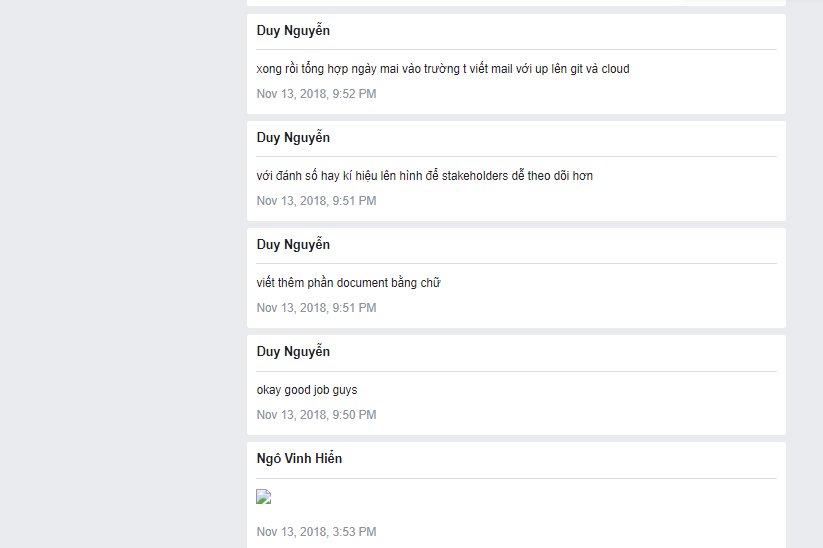 Duy Nguyễn
xong rồi tổng hợp ngày mai vào trường t viết mail với up lên git và cloud
Nov 13, 2018, 9:52 PM
Duy Nguyễn
với đánh số hay kí hiệu lên hình để stakeholders dễ theo dõi hơn
Nov 13, 2018, 9:51 PM
Duy Nguyễn
viết thêm phần document bằng chữ
Nov 13, 2018, 9:51 PM
Duy Nguyễn
okay good job guys
Nov 13, 2018, 9:50 PM
Ngô Vinh Hiển
Nov 13, 2018, 3:53 PM